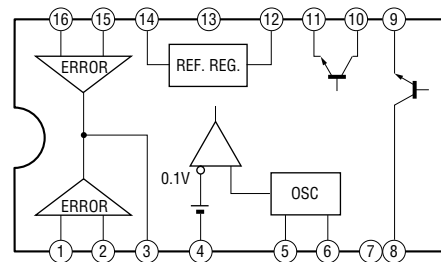 16 15 14 13 12 11 10 9
ERROR
REF. REG.
0.1V
OSC
ERROR
1 2 3 4 5 6 7 8